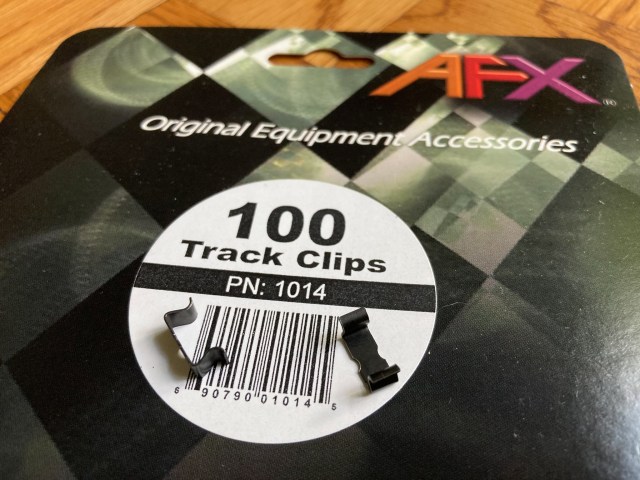 AFX®
Original Equipment Accessories
100
Track Clips
PN: 1014
6 90790 01014 5